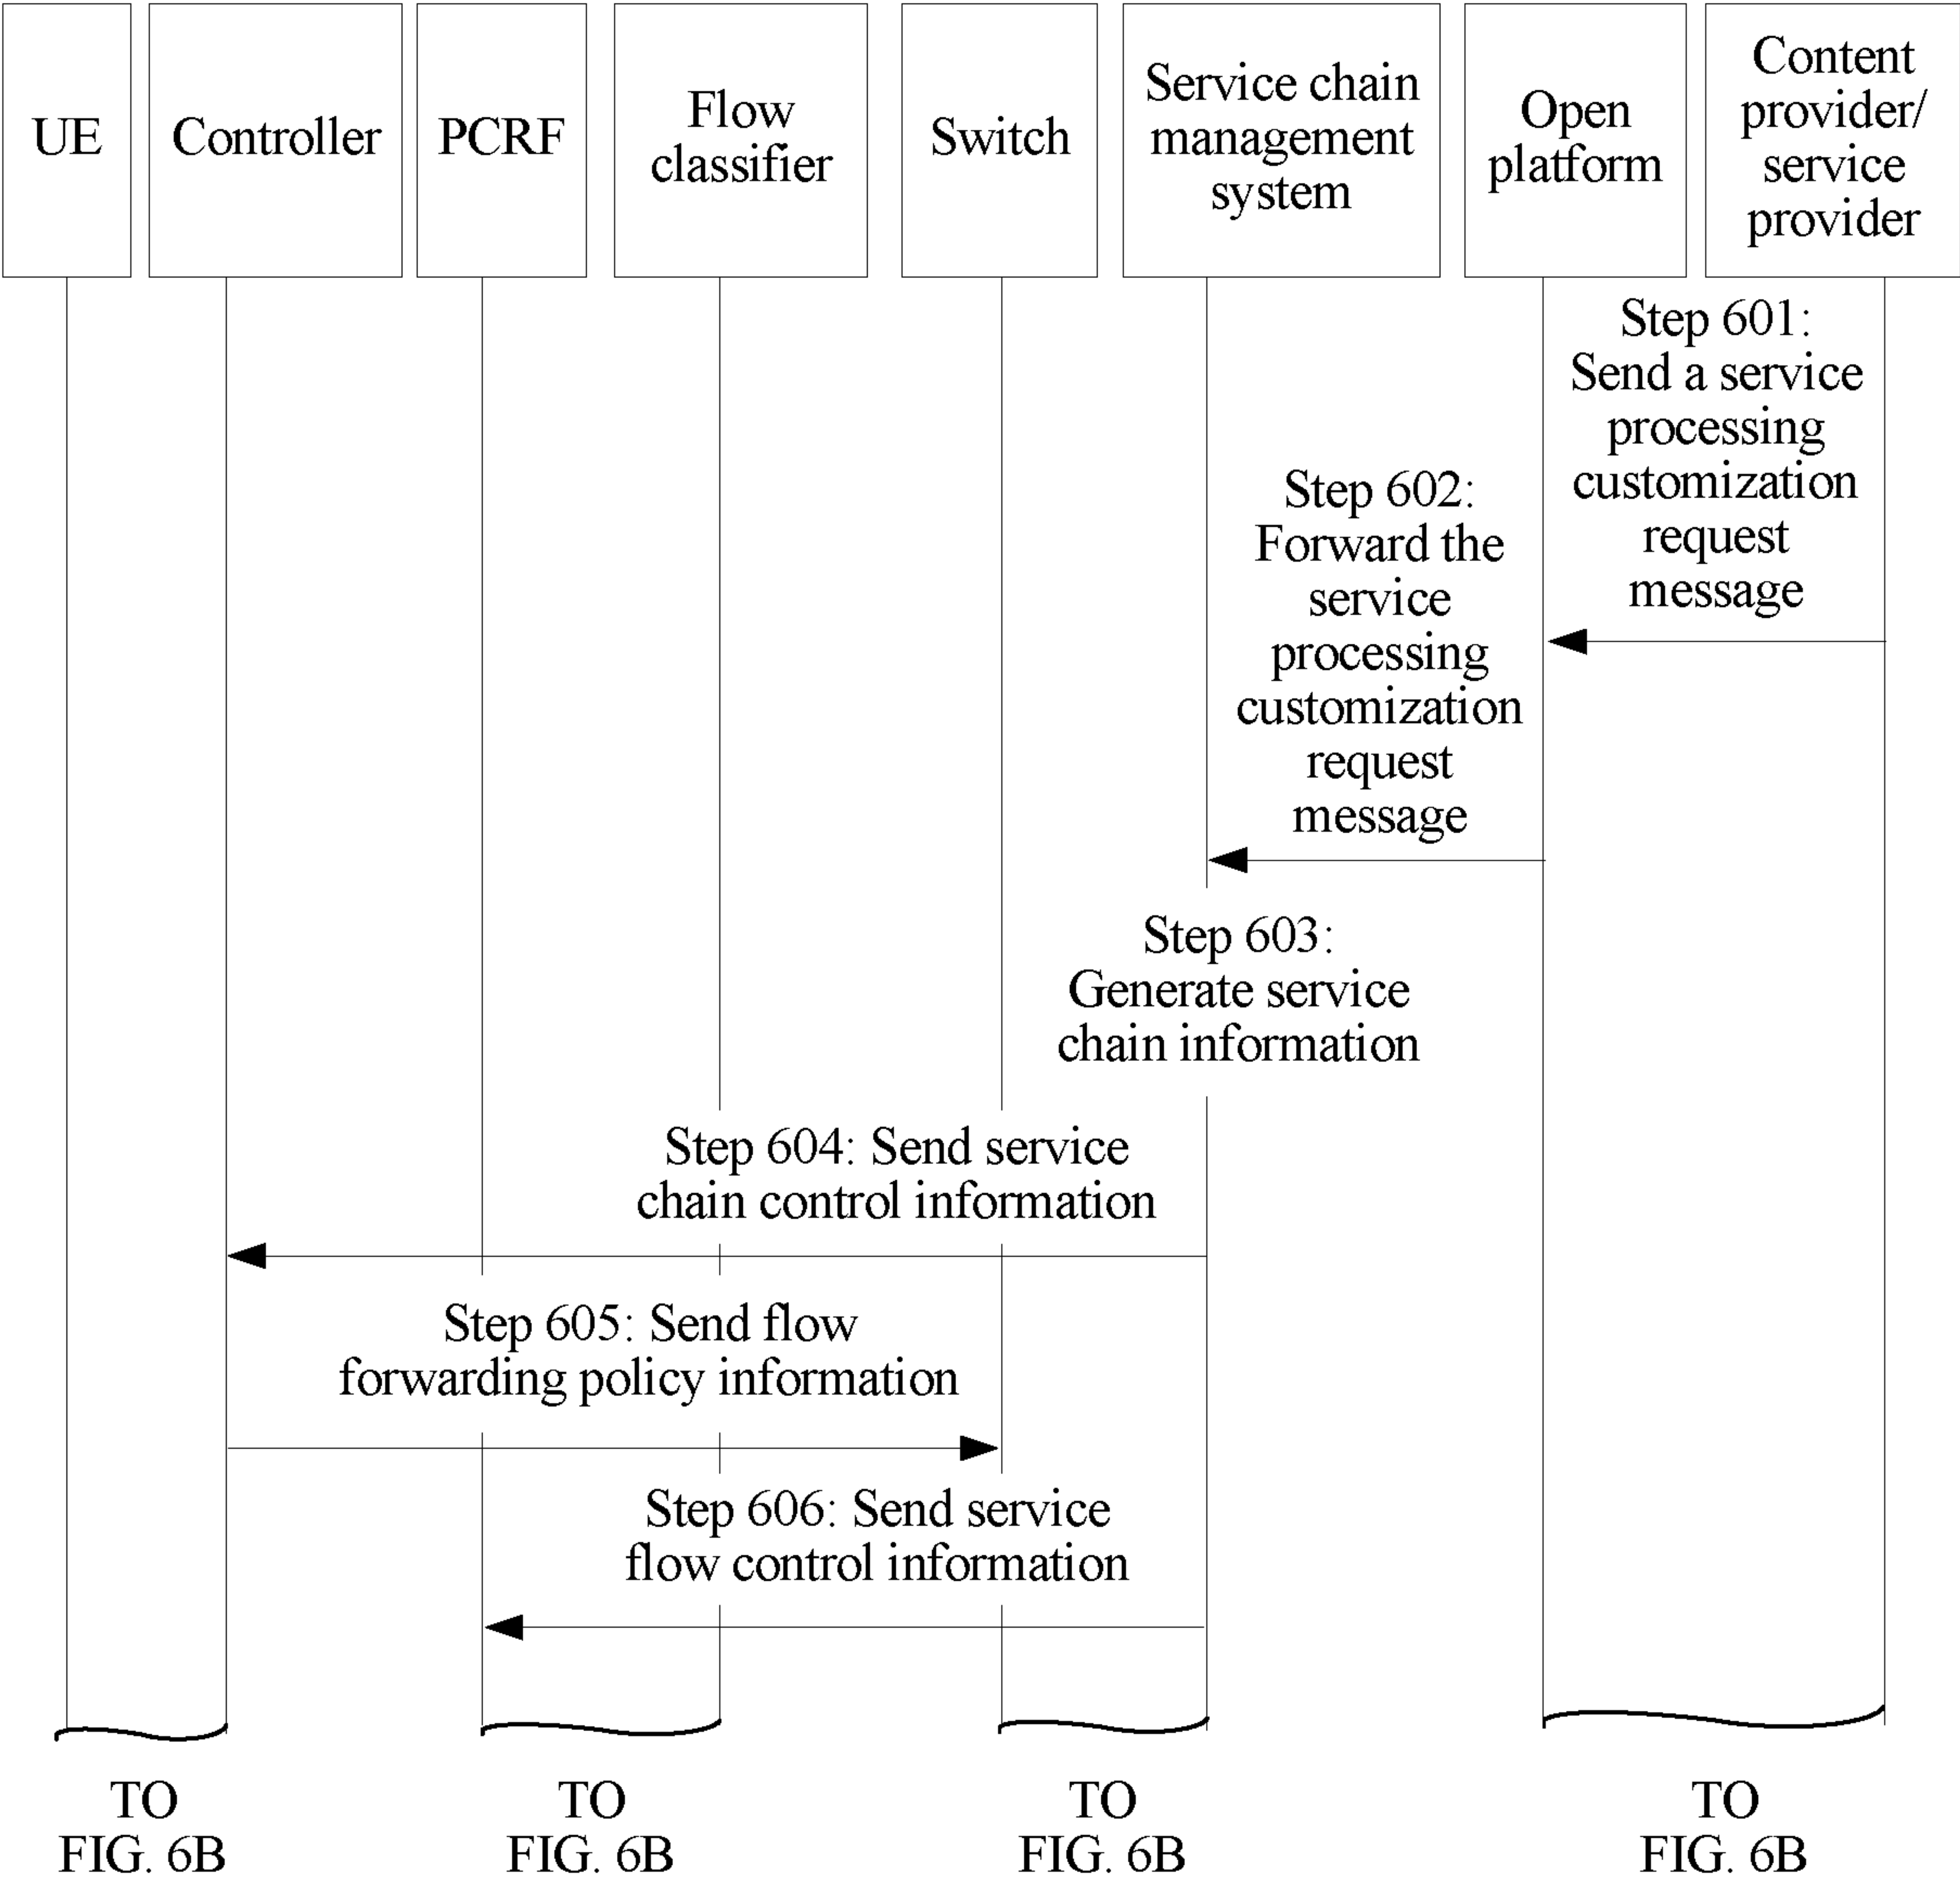 UE
Controller
PCRF
Flow
classifier
Switch
Service chain
management
system
Open
platform
Content
provider/
service
provider
Step 601:
Send a service
processing
customization
request
message
Step 602:
Forward the
service
processing
customization
request
message
Step 603:
Generate service
chain information
Step 604: Send service
chain control information
Step 605: Send flow
forwarding policy information
Step 606: Send service
flow control information
TO
FIG. 6B
TO
FIG. 6B
TO
FIG. 6B
TO
FIG. 6B